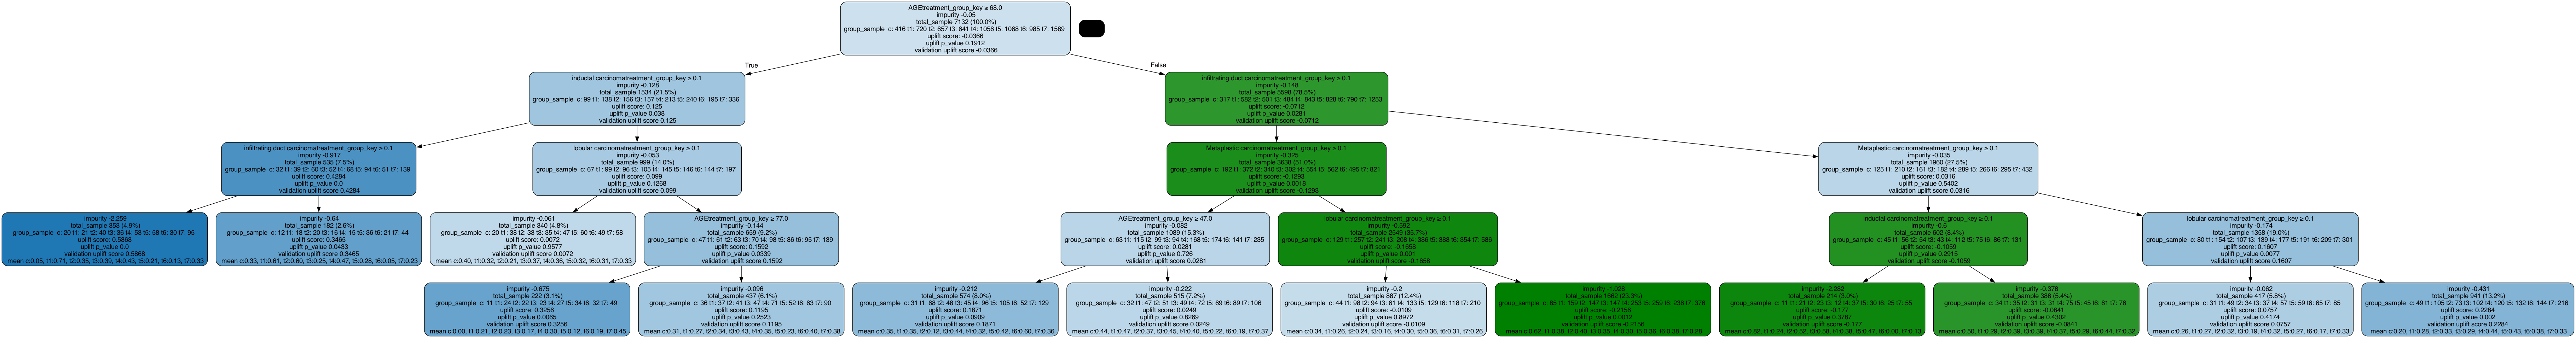 AGEtreatment_group_key ≥ 68.0
impurity -0.05
total_sample 7132 (100.0%)
group_sample c: 416 t1: 720 t2: 657 t3: 641 t4: 1056 t5: 1068 t6: 985 t7: 1589
uplift score: -0.0366
uplift p_value 0.1912
validation uplift score -0.0366
True
False
inductal carcinomatreatment_group_key ≥ 0.1
impurity -0.128
total_sample 1534 (21.5%)
group_sample c: 99 t1: 138 t2: 156 t3: 157 t4: 213 t5: 240 t6: 195 t7: 336
uplift score: 0.125
uplift p_value 0.038
validation uplift score 0.125
infiltrating duct carcinomatreatment_group_key ≥ 0.1
impurity -0.148
total_sample 5598 (78.5%)
group_sample c: 317 t1: 582 t2: 501 t3: 484 t4: 843 t5: 828 t6: 790 t7: 1253
uplift score: -0.0712
uplift p_value 0.0281
validation uplift score -0.0712
infiltrating duct carcinomatreatment_group_key ≥ 0.1
impurity -0.917
total_sample 535 (7.5%)
group_sample c: 32 t1: 39 t2: 60 t3: 52 t4: 68 t5: 94 t6: 51 t7: 139
uplift score: 0.4284
uplift p_value 0.0
validation uplift score 0.4284
lobular carcinomatreatment_group_key ≥ 0.1
impurity -0.053
total_sample 999 (14.0%)
group_sample c: 67 t1: 99 t2: 96 t3: 105 t4: 145 t5: 146 t6: 144 t7: 197
uplift score: 0.099
uplift p_value 0.1268
validation uplift score 0.099
Metaplastic carcinomatreatment_group_key ≥ 0.1
impurity -0.325
total_sample 3638 (51.0%)
group_sample c: 192 t1: 372 t2: 340 t3: 302 t4: 554 t5: 562 t6: 495 t7: 821
uplift score: -0.1293
uplift p_value 0.0018
validation uplift score -0.1293
Metaplastic carcinomatreatment_group_key ≥ 0.1
impurity -0.035
total_sample 1960 (27.5%)
group_sample c: 125 t1: 210 t2: 161 t3: 182 t4: 289 t5: 266 t6: 295 t7: 432
uplift score: 0.0316
uplift p_value 0.5402
validation uplift score 0.0316
impurity -2.259
total_sample 353 (4.9%)
group_sample c: 20 t1: 21 t2: 40 t3: 36 t4: 53 t5: 58 t6: 30 t7: 95
uplift score: 0.5868
uplift p_value 0.0
validation uplift score 0.5868
mean c:0.05, t1:0.71, t2:0.35, t3:0.39, t4:0.43, t5:0.21, t6:0.13, t7:0.33
impurity -0.64
total_sample 182 (2.6%)
group_sample c: 12 t1: 18 t2: 20 t3: 16 t4: 15 t5: 36 t6: 21 t7: 44
uplift score: 0.3465
uplift p_value 0.0433
validation uplift score 0.3465
mean c:0.33, t1:0.61, t2:0.60, t3:0.25, t4:0.47, t5:0.28, t6:0.05, t7:0.23
impurity -0.061
total_sample 340 (4.8%)
group_sample c: 20 t1: 38 t2: 33 t3: 35 t4: 47 t5: 60 t6: 49 t7: 58
uplift score: 0.0072
uplift p_value 0.9577
validation uplift score 0.0072
mean c:0.40, t1:0.32, t2:0.21, t3:0.37, t4:0.36, t5:0.32, t6:0.31, t7:0.33
AGEtreatment_group_key ≥ 77.0
impurity -0.144
total_sample 659 (9.2%)
group_sample c: 47 t1: 61 t2: 63 t3: 70 t4: 98 t5: 86 t6: 95 t7: 139
uplift score: 0.1592
uplift p_value 0.0339
validation uplift score 0.1592
AGEtreatment_group_key ≥ 47.0
impurity -0.082
total_sample 1089 (15.3%)
group_sample c: 63 t1: 115 t2: 99 t3: 94 t4: 168 t5: 174 t6: 141 t7: 235
uplift score: 0.0281
uplift p_value 0.726
validation uplift score 0.0281
lobular carcinomatreatment_group_key ≥ 0.1
impurity -0.592
total_sample 2549 (35.7%)
group_sample c: 129 t1: 257 t2: 241 t3: 208 t4: 386 t5: 388 t6: 354 t7: 586
uplift score: -0.1658
uplift p_value 0.001
validation uplift score -0.1658
inductal carcinomatreatment_group_key ≥ 0.1
impurity -0.6
total_sample 602 (8.4%)
group_sample c: 45 t1: 56 t2: 54 t3: 43 t4: 112 t5: 75 t6: 86 t7: 131
uplift score: -0.1059
uplift p_value 0.2915
validation uplift score -0.1059
lobular carcinomatreatment_group_key ≥ 0.1
impurity -0.174
total_sample 1358 (19.0%)
group_sample c: 80 t1: 154 t2: 107 t3: 139 t4: 177 t5: 191 t6: 209 t7: 301
uplift score: 0.1607
uplift p_value 0.0077
validation uplift score 0.1607
impurity -0.675
total_sample 222 (3.1%)
group_sample c: 11 t1: 24 t2: 22 t3: 23 t4: 27 t5: 34 t6: 32 t7: 49
uplift score: 0.3256
uplift p_value 0.0065
validation uplift score 0.3256
mean c:0.00, t1:0.21, t2:0.23, t3:0.17, t4:0.30, t5:0.12, t6:0.19, t7:0.45
impurity -0.096
total_sample 437 (6.1%)
group_sample c: 36 t1: 37 t2: 41 t3: 47 t4: 71 t5: 52 t6: 63 t7: 90
uplift score: 0.1195
uplift p_value 0.2523
validation uplift score 0.1195
mean c:0.31, t1:0.27, t2:0.34, t3:0.43, t4:0.35, t5:0.23, t6:0.40, t7:0.38
impurity -0.212
total_sample 574 (8.0%)
group_sample c: 31 t1: 68 t2: 48 t3: 45 t4: 96 t5: 105 t6: 52 t7: 129
uplift score: 0.1871
uplift p_value 0.0909
validation uplift score 0.1871
mean c:0.35, t1:0.35, t2:0.12, t3:0.44, t4:0.32, t5:0.42, t6:0.60, t7:0.36
impurity -0.222
total_sample 515 (7.2%)
group_sample c: 32 t1: 47 t2: 51 t3: 49 t4: 72 t5: 69 t6: 89 t7: 106
uplift score: 0.0249
uplift p_value 0.8269
validation uplift score 0.0249
mean c:0.44, t1:0.47, t2:0.37, t3:0.45, t4:0.40, t5:0.22, t6:0.19, t7:0.37
impurity -0.2
total_sample 887 (12.4%)
group_sample c: 44 t1: 98 t2: 94 t3: 61 t4: 133 t5: 129 t6: 118 t7: 210
uplift score: -0.0109
uplift p_value 0.8972
validation uplift score -0.0109
mean c:0.34, t1:0.26, t2:0.24, t3:0.16, t4:0.30, t5:0.36, t6:0.31, t7:0.26
impurity -1.028
total_sample 1662 (23.3%)
group_sample c: 85 t1: 159 t2: 147 t3: 147 t4: 253 t5: 259 t6: 236 t7: 376
uplift score: -0.2156
uplift p_value 0.0012
validation uplift score -0.2156
mean c:0.62, t1:0.36, t2:0.40, t3:0.35, t4:0.30, t5:0.36, t6:0.38, t7:0.28
impurity -2.282
total_sample 214 (3.0%)
group_sample c: 11 t1: 21 t2: 23 t3: 12 t4: 37 t5: 30 t6: 25 t7: 55
uplift score: -0.177
uplift p_value 0.3787
validation uplift score -0.177
mean c:0.82, t1:0.24, t2:0.52, t3:0.58, t4:0.38, t5:0.47, t6:0.00, t7:0.13
impurity -0.378
total_sample 388 (5.4%)
group_sample c: 34 t1: 35 t2: 31 t3: 31 t4: 75 t5: 45 t6: 61 t7: 76
uplift score: -0.0841
uplift p_value 0.4302
validation uplift score -0.0841
mean c:0.50, t1:0.29, t2:0.39, t3:0.39, t4:0.37, t5:0.29, t6:0.44, t7:0.32
impurity -0.062
total_sample 417 (5.8%)
group_sample c: 31 t1: 49 t2: 34 t3: 37 t4: 57 t5: 59 t6: 65 t7: 85
uplift score: 0.0757
uplift p_value 0.4174
validation uplift score 0.0757
mean c:0.26, t1:0.27, t2:0.32, t3:0.19, t4:0.32, t5:0.27, t6:0.17, t7:0.33
impurity -0.431
total_sample 941 (13.2%)
group_sample c: 49 t1: 105 t2: 73 t3: 102 t4: 120 t5: 132 t6: 144 t7: 216
uplift score: 0.2284
uplift p_value 0.002
validation uplift score 0.2284
mean c:0.20, t1:0.28, t2:0.33, t3:0.29, t4:0.44, t5:0.43, t6:0.38, t7:0.33